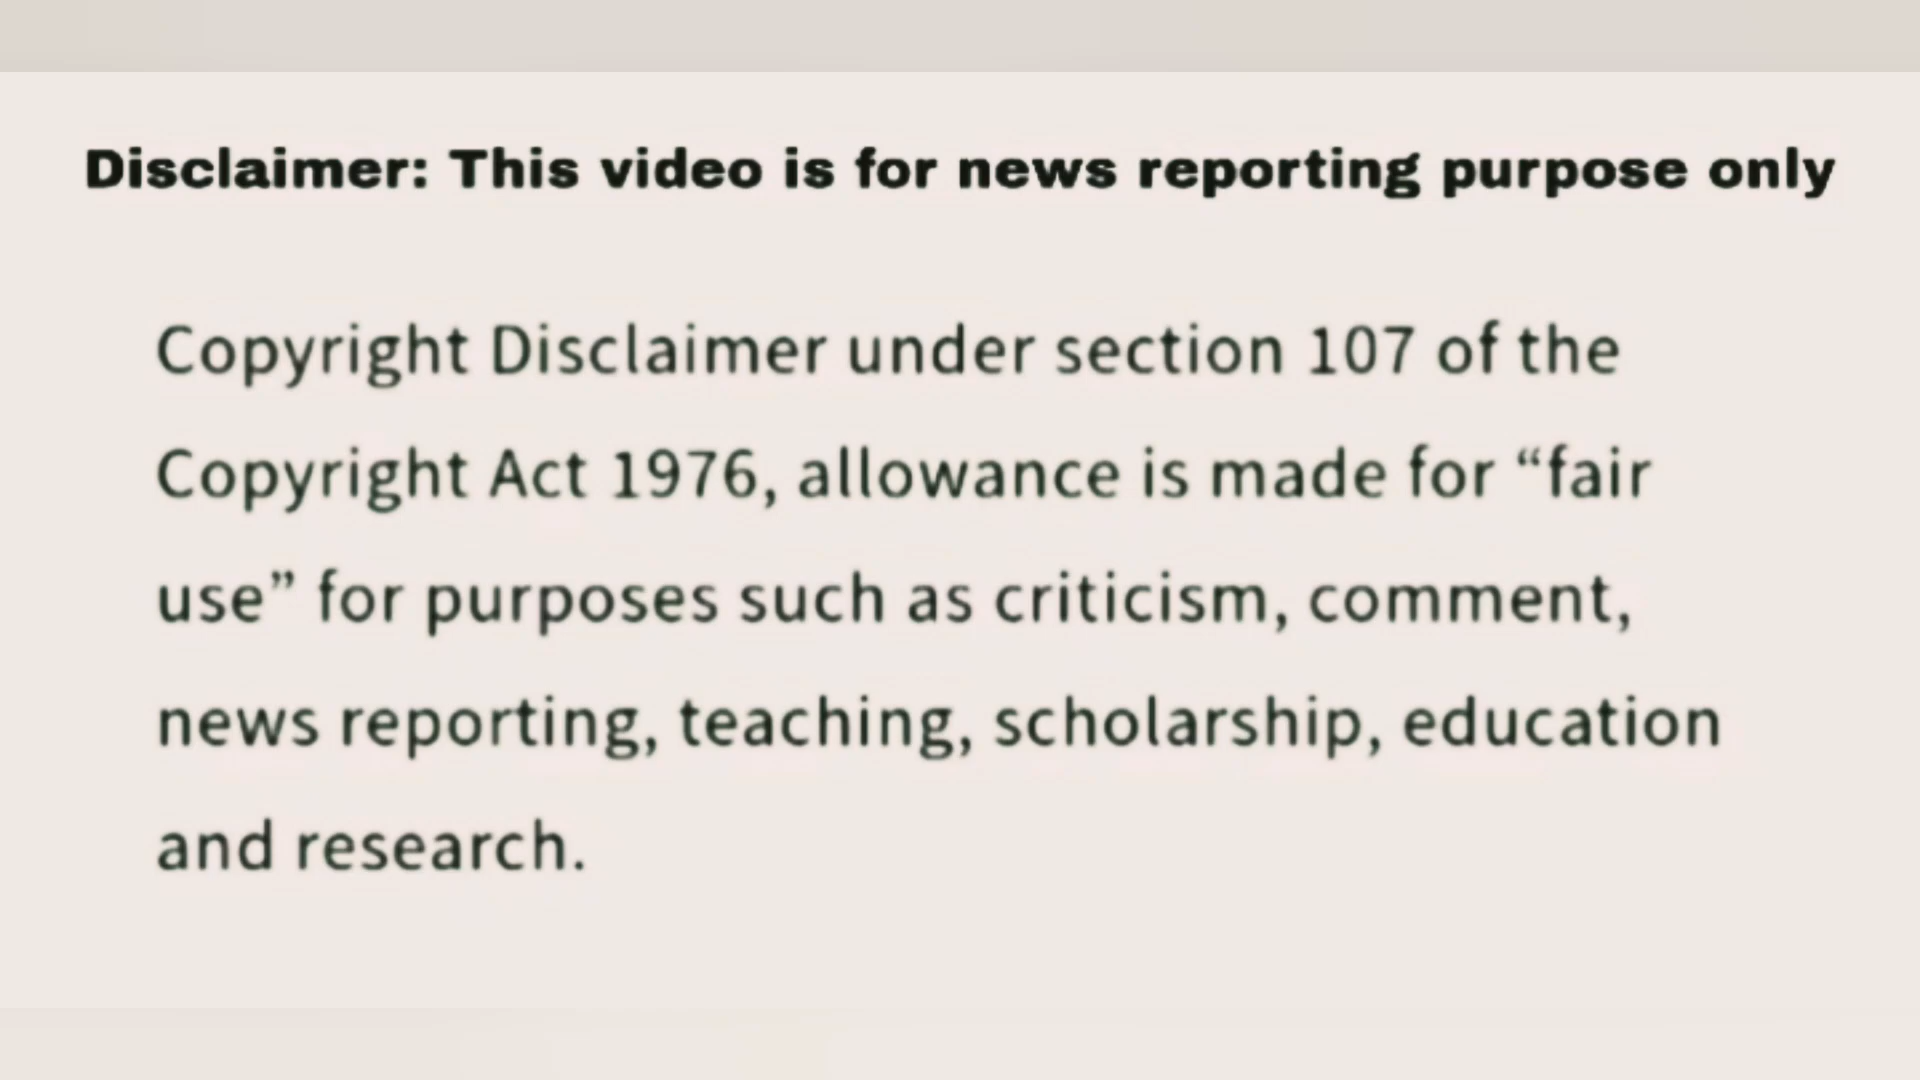 Disclaimer: This video is for news reporting purpose only
Copyright Disclaimer under section 107 of the
Copyright Act 1976, allowance is made for “fair
use” for purposes such as criticism, comment,
news reporting, teaching, scholarship, education
and research.